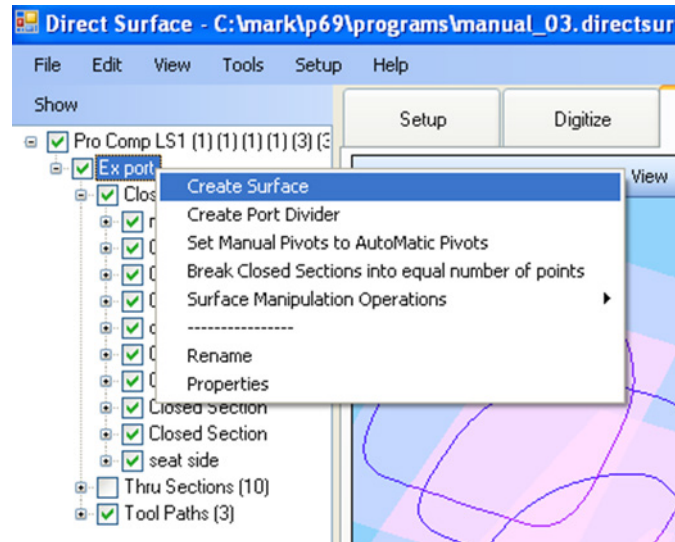 Direct Surface - C:\mark\p69\programs\manual_03.directsur
File Edit View Tools Setup Help
Show
Setup Digitize
Pro Comp LS1 (1) (1) (1) (1) (3) (3
Ex port
View
Create Surface
Create Port Divider
Set Manual Pivots to AutoMatic Pivots
Break Closed Sections into equal number of points
Surface Manipulation Operations
----------------
Rename
Properties
Clos
Closed Section
Closed Section
seat side
Thru Sections (10)
Tool Paths (3)